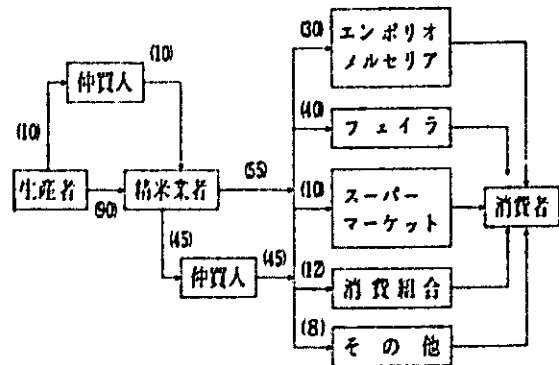 (30)
エンポリオ
メルセリア
(10)
仲買人
(10)
(40)
フェイラ
生産者
(90)
精米業者
(55)
(10)
スーパー
マーケット
消費者
(45)
仲買人
(45)
(12)
消費組合
(8)
その他